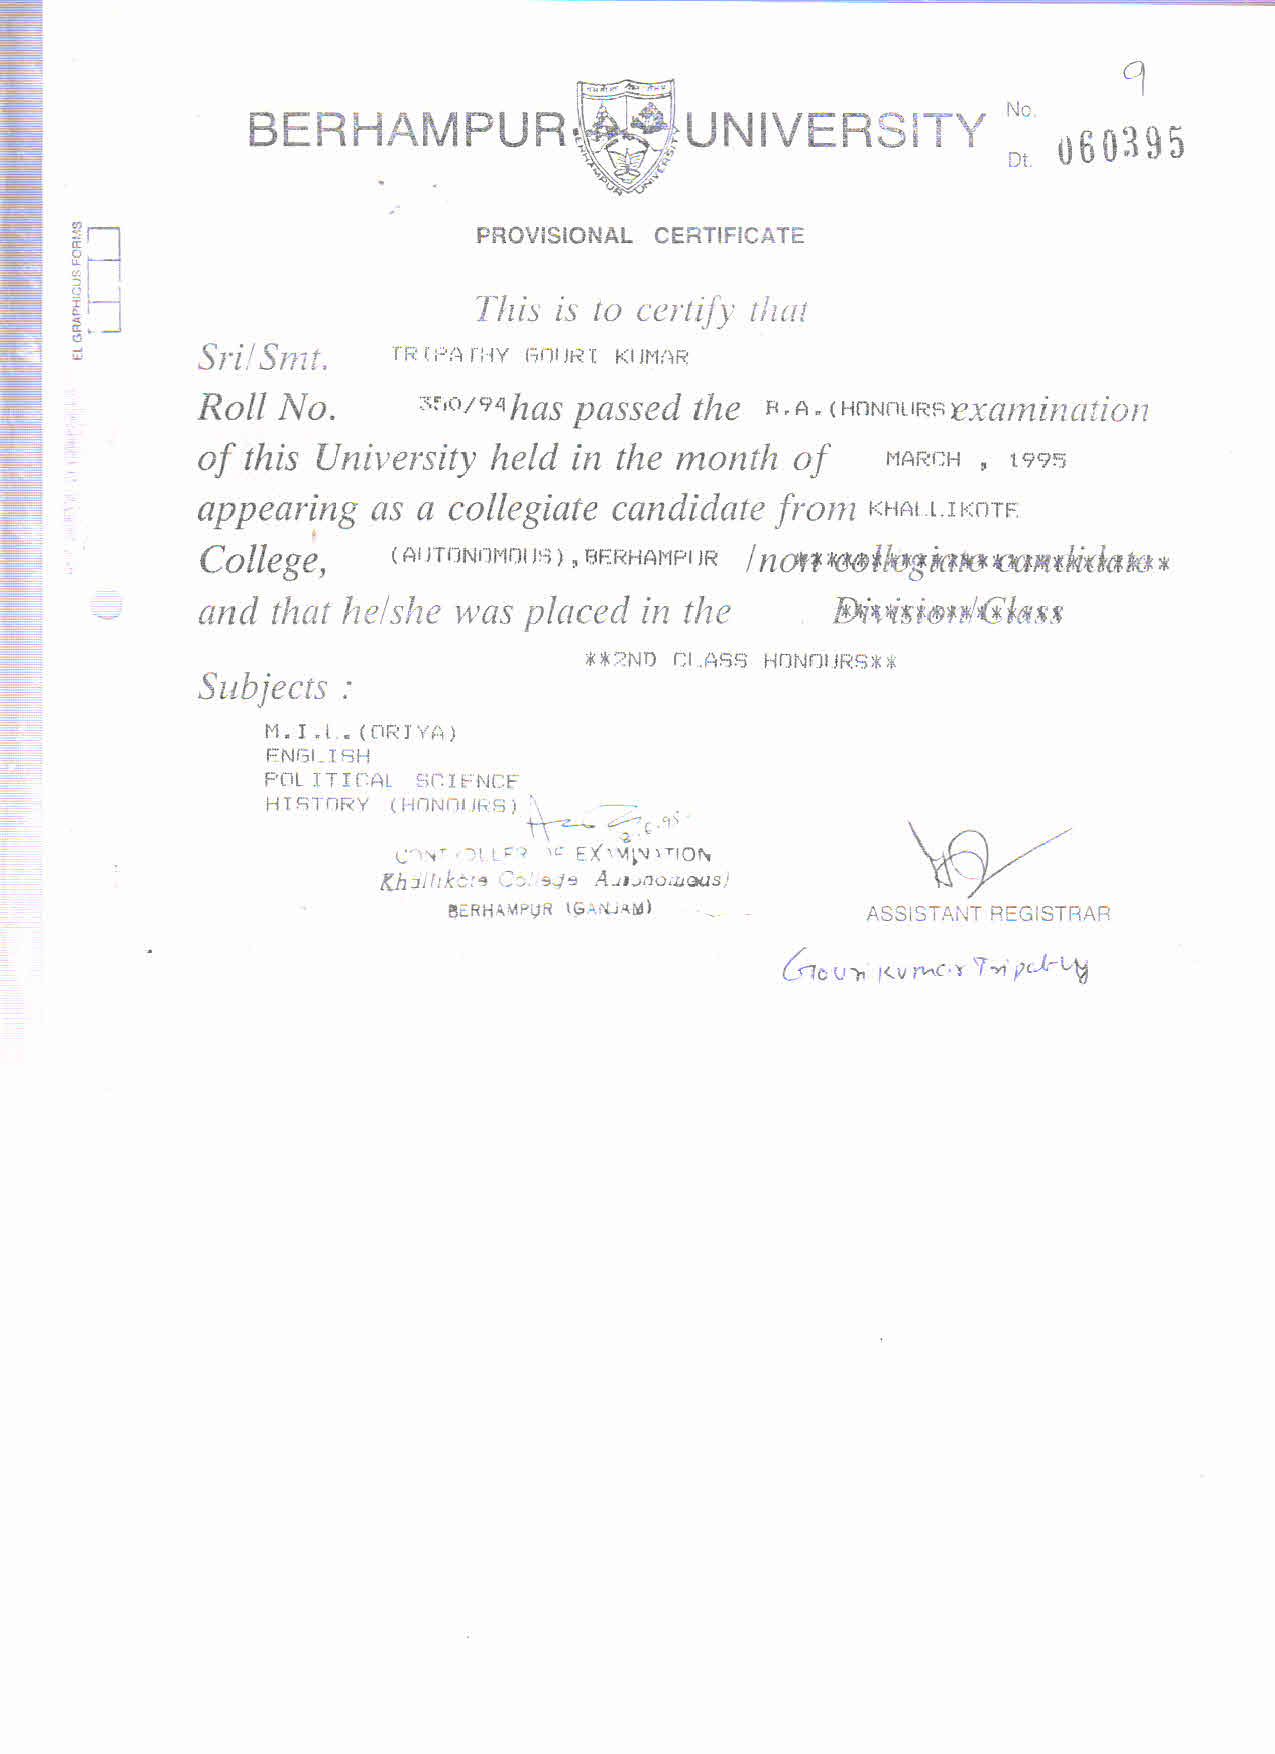 9
BERHAMPUR UNIVERSITY
No. 060395
Dt.
BERHAMPUR UNIVERSITY
PROVISIONAL CERTIFICATE
EL GRAPHICUS FORMS
This is to certify that
Sri/Smt. TRIPATHY GOURI KUMAR
Roll No. 350/94 has passed the B.A.(HONOURS) examination
of this University held in the month of MARCH , 1995
appearing as a collegiate candidate from KHALLIKOTE
College, (AUTONOMOUS),BERHAMPUR /non collegiate candidate
and that he/she was placed in the Division/Class
**2ND CLASS HONOURS**
Subjects :
M.I.L.(ORIYA)
ENGLISH
POLITICAL SCIENCE
HISTORY (HONOURS)
CONTROLLER OF EXAMINATION
Khallikote College Autonomous)
BERHAMPUR (GANJAM)
ASSISTANT REGISTRAR
Gouri Kumar Tripathy